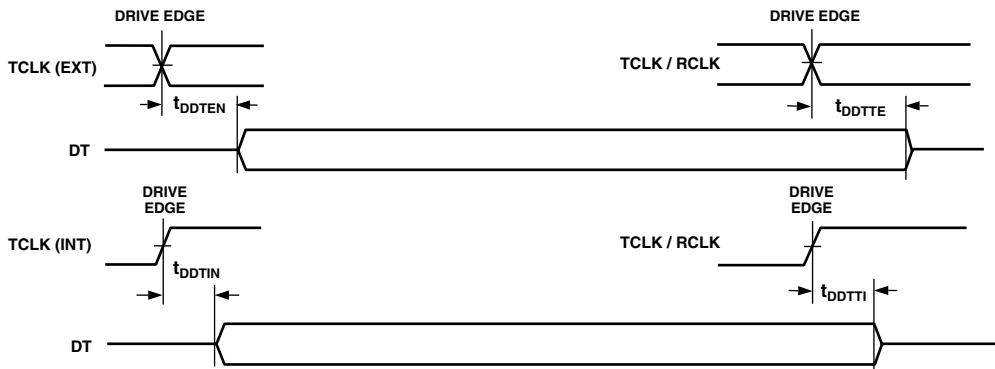 DRIVE EDGE
DRIVE EDGE
TCLK (EXT)
TCLK / RCLK
tDDTEN
tDDTTE
DT
DRIVE
EDGE
DRIVE
EDGE
TCLK (INT)
TCLK / RCLK
tDDTIN
tDDTTI
DT